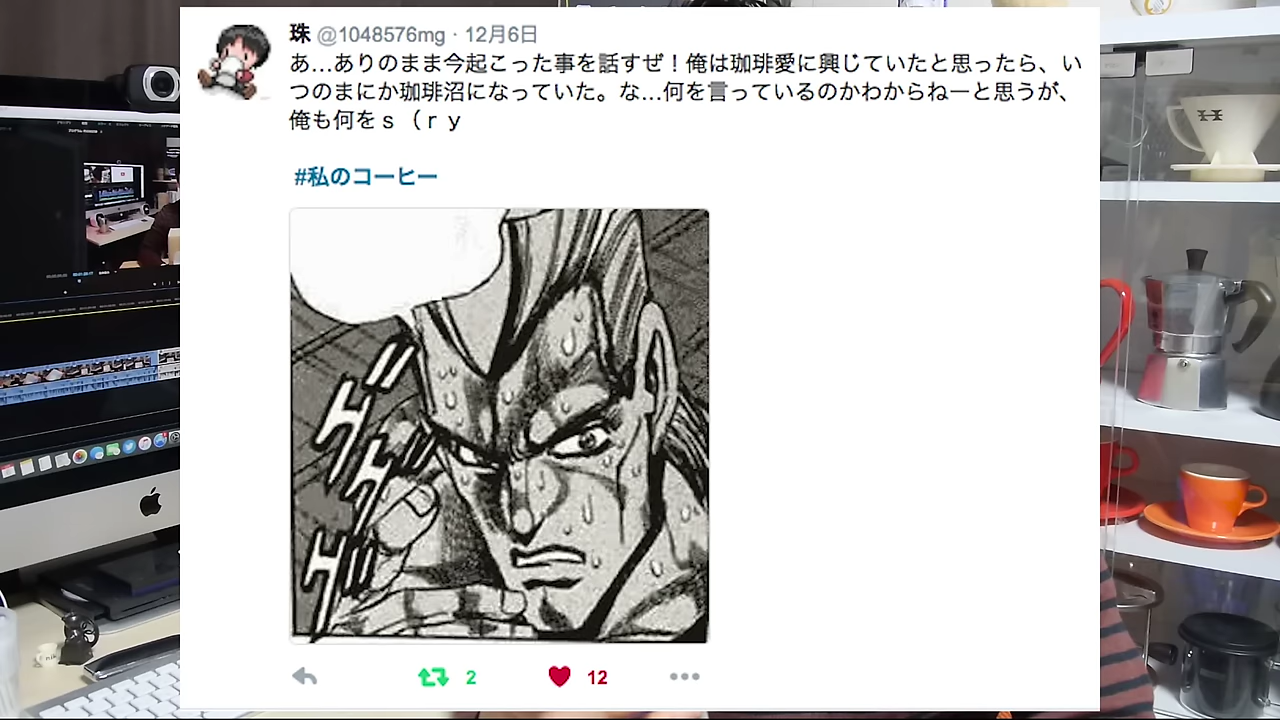 珠 @1048576mg · 12月6日
あ…ありのまま今起こった事を話すぜ！俺は珈琲愛に興じていたと思ったら、い
つのまにか珈琲沼になっていた。な…何を言っているのかわからねーと思うが、
俺も何をｓ（ｒｙ
#私のコーヒー
ゴゴゴ
2
12